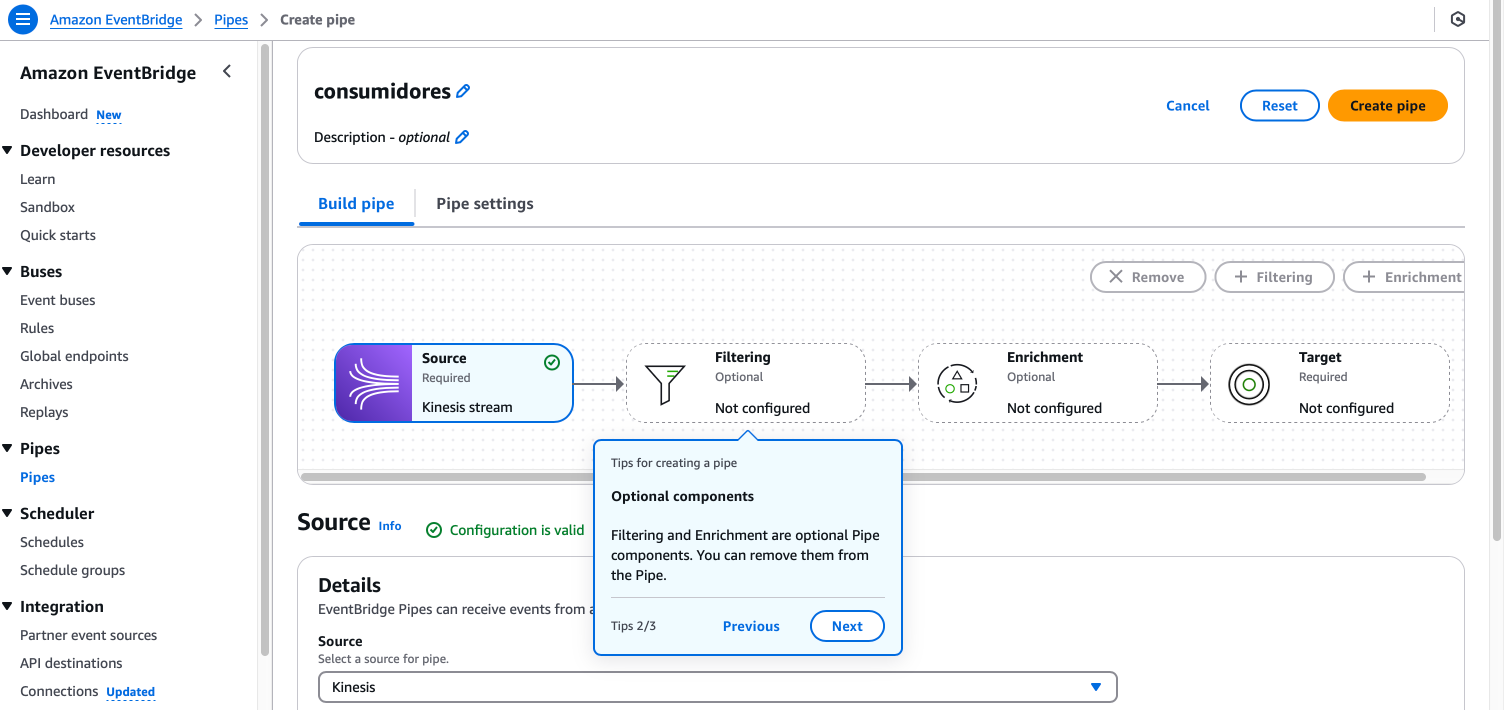 Amazon EventBridge > Pipes > Create pipe
Amazon EventBridge
Dashboard New
Developer resources
Learn
Sandbox
Quick starts
Buses
Event buses
Rules
Global endpoints
Archives
Replays
Pipes
Pipes
Scheduler
Schedules
Schedule groups
Integration
Partner event sources
API destinations
Connections Updated
consumidores
Description - optional
Cancel
Reset
Create pipe
Build pipe
Pipe settings
Remove
Filtering
Enrichment
Source
Required
Kinesis stream
Filtering
Optional
Not configured
Enrichment
Optional
Not configured
Target
Required
Not configured
Tips for creating a pipe
Optional components
Filtering and Enrichment are optional Pipe
components. You can remove them from
the Pipe.
Tips 2/3
Previous
Next
Source Info
Configuration is valid
Details
EventBridge Pipes can receive events from
Source
Select a source for pipe.
Kinesis